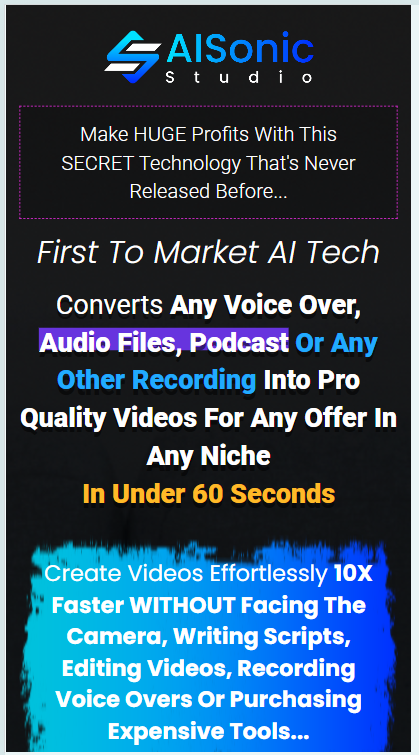 AISonic
Studio
Make HUGE Profits With This
SECRET Technology That's Never
Released Before...
First To Market AI Tech
Converts Any Voice Over,
Audio Files, Podcast Or Any
Other Recording Into Pro
Quality Videos For Any Offer In
Any Niche
In Under 60 Seconds
Create Videos Effortlessly 10X
Faster WITHOUT Facing The
Camera, Writing Scripts,
Editing Videos, Recording
Voice Overs Or Purchasing
Expensive Tools...